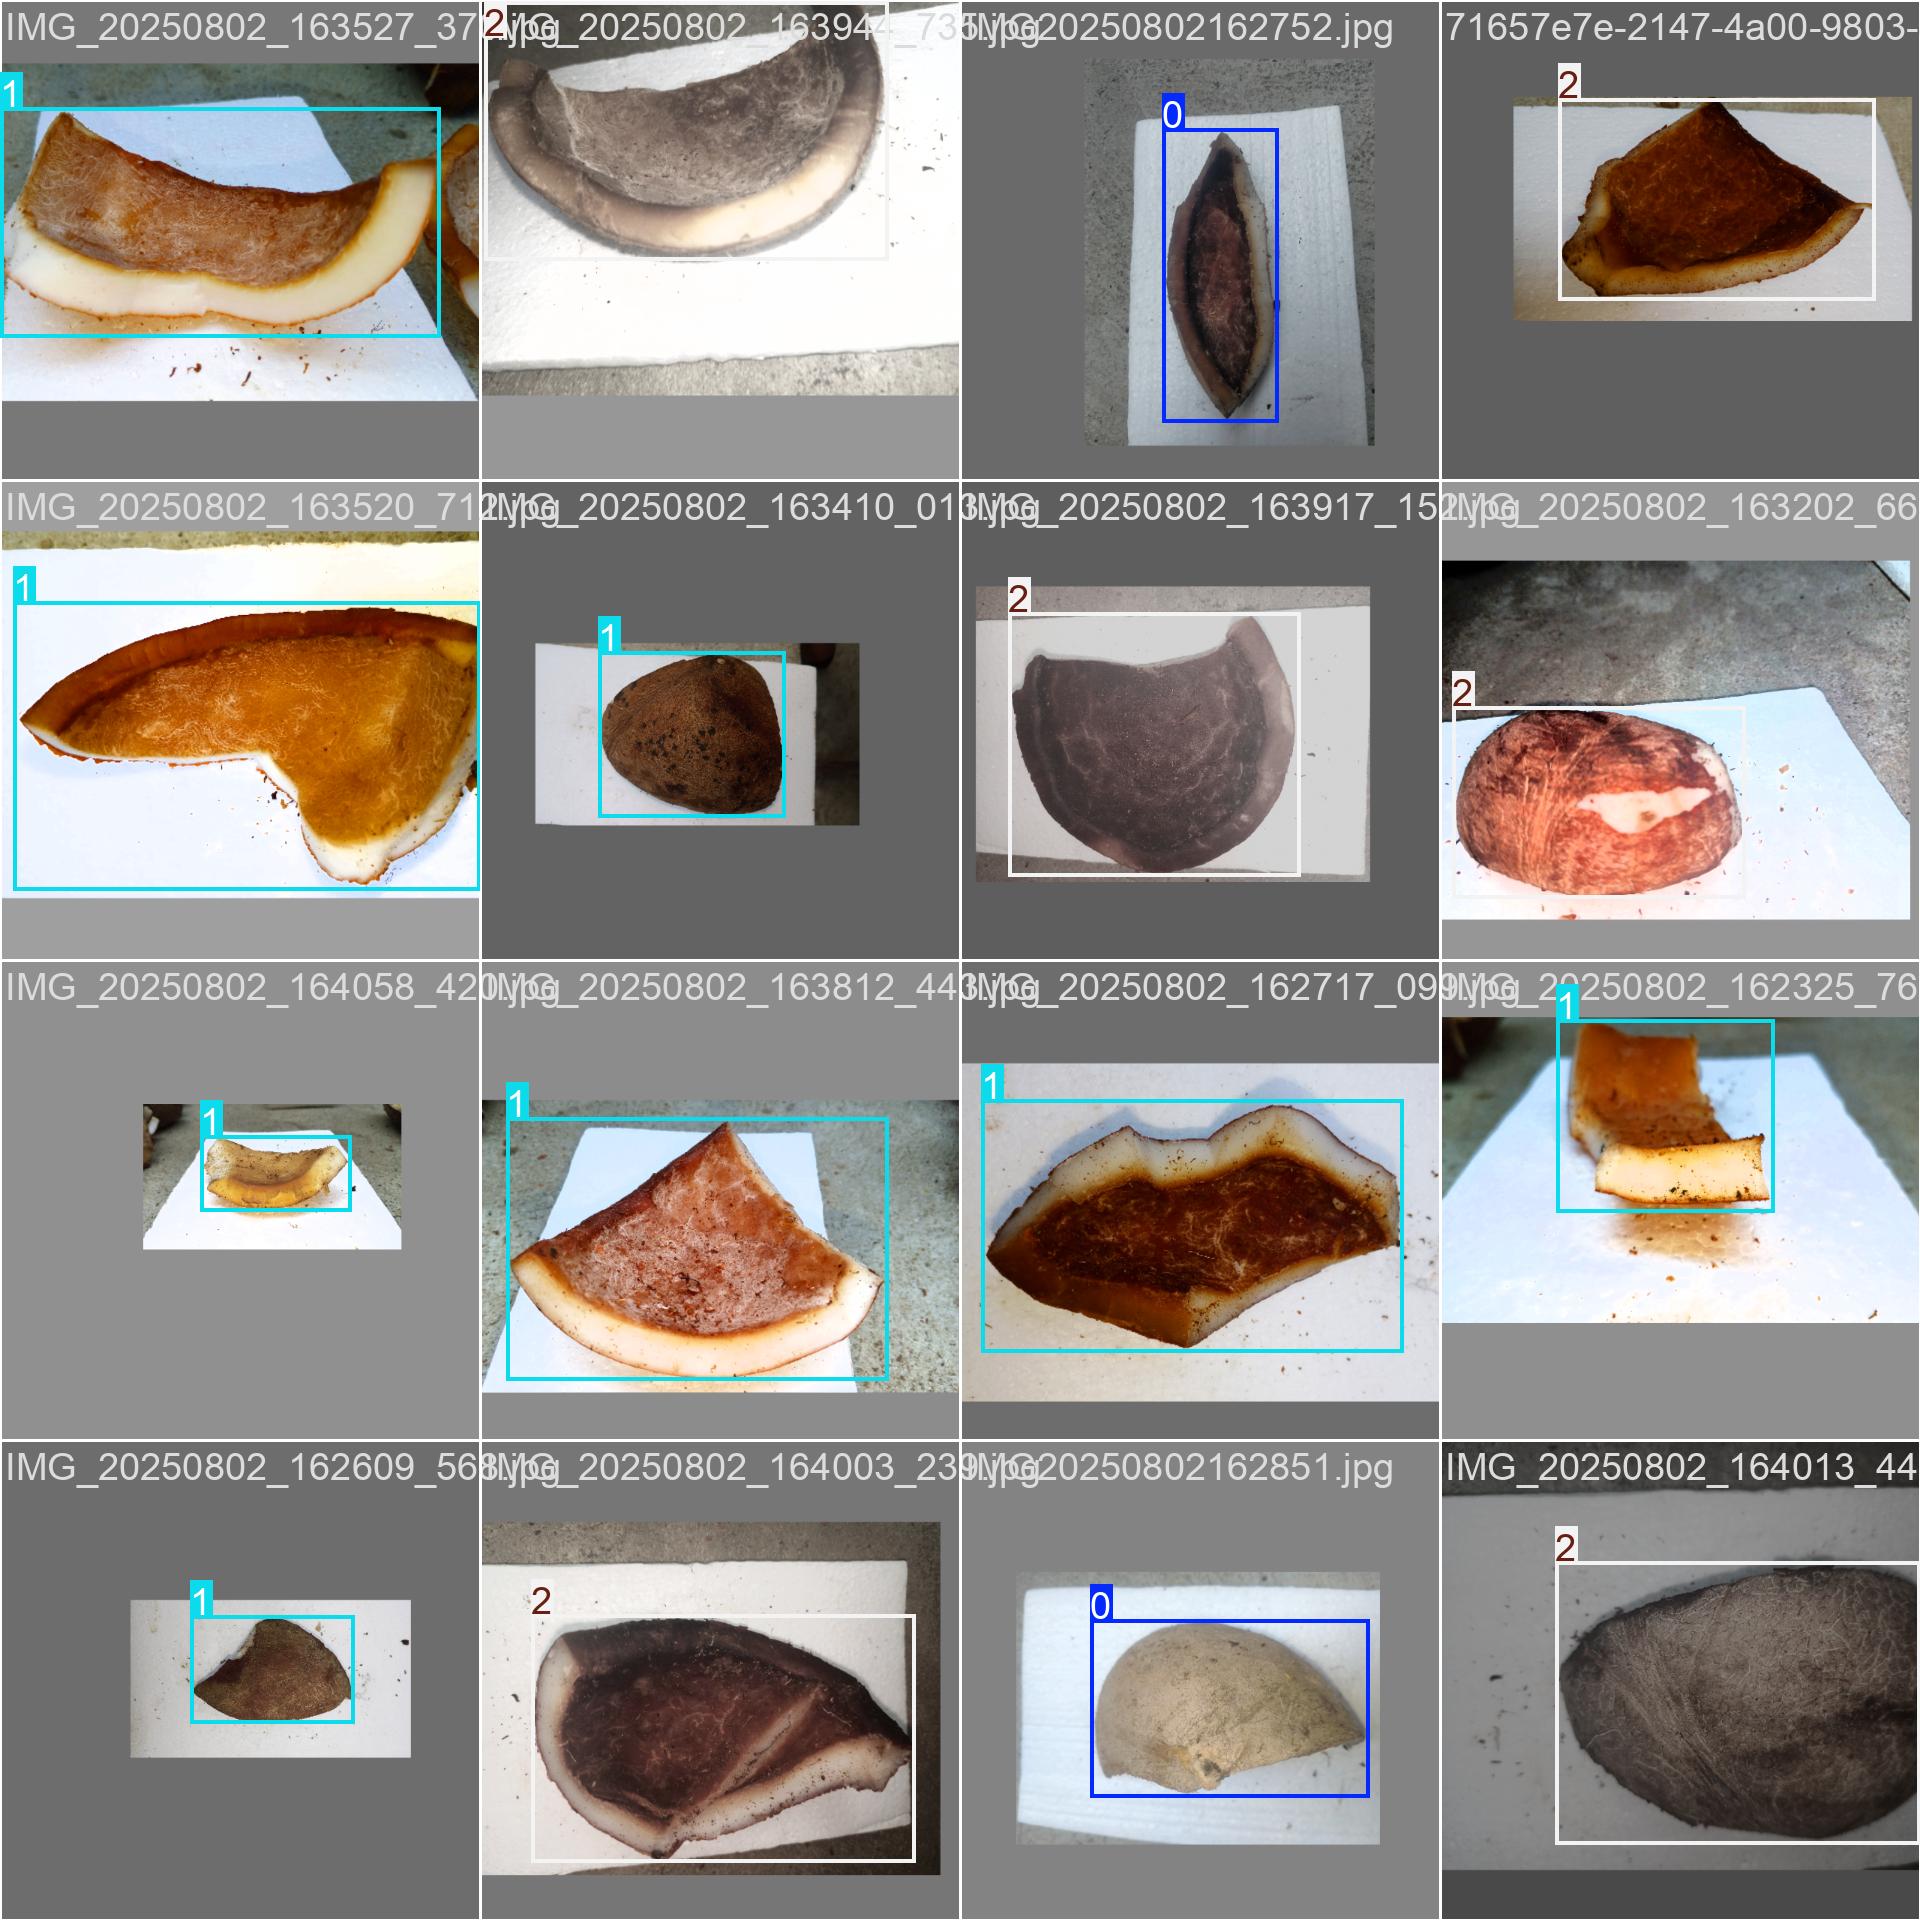 IMG_20250802_163527_37
1
IMG_20250802_163944_735.jpg
2
IMG20250802162752.jpg
0
71657e7e-2147-4a00-9803-
2
IMG_20250802_163520_712.jpg
1
IMG_20250802_163410_013.jpg
1
IMG_20250802_163917_152.jpg
2
IMG_20250802_163202_66
2
IMG_20250802_164058_420.jpg
1
IMG_20250802_163812_443.jpg
1
IMG_20250802_162717_099.jpg
1
IMG_20250802_162325_76
1
IMG_20250802_162609_568.jpg
1
IMG_20250802_164003_239.jpg
2
IMG20250802162851.jpg
0
IMG_20250802_164013_44
2